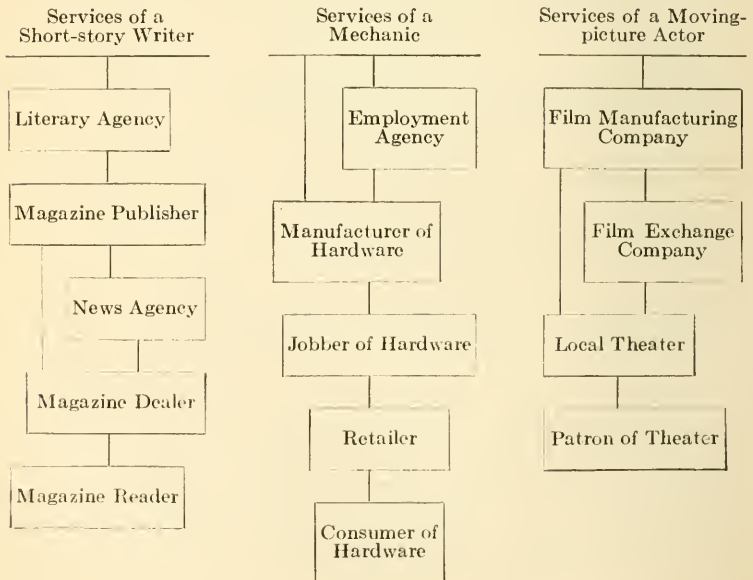 Services of a
Short-story Writer
Literary Agency
Magazine Publisher
News Agency
Magazine Dealer
Magazine Reader
Services of a
Mechanic
Employment
Agency
Manufacturer of
Hardware
Jobber of Hardware
Retailer
Consumer of
Hardware
Services of a Moving-
picture Actor
Film Manufacturing
Company
Film Exchange
Company
Local Theater
Patron of Theater